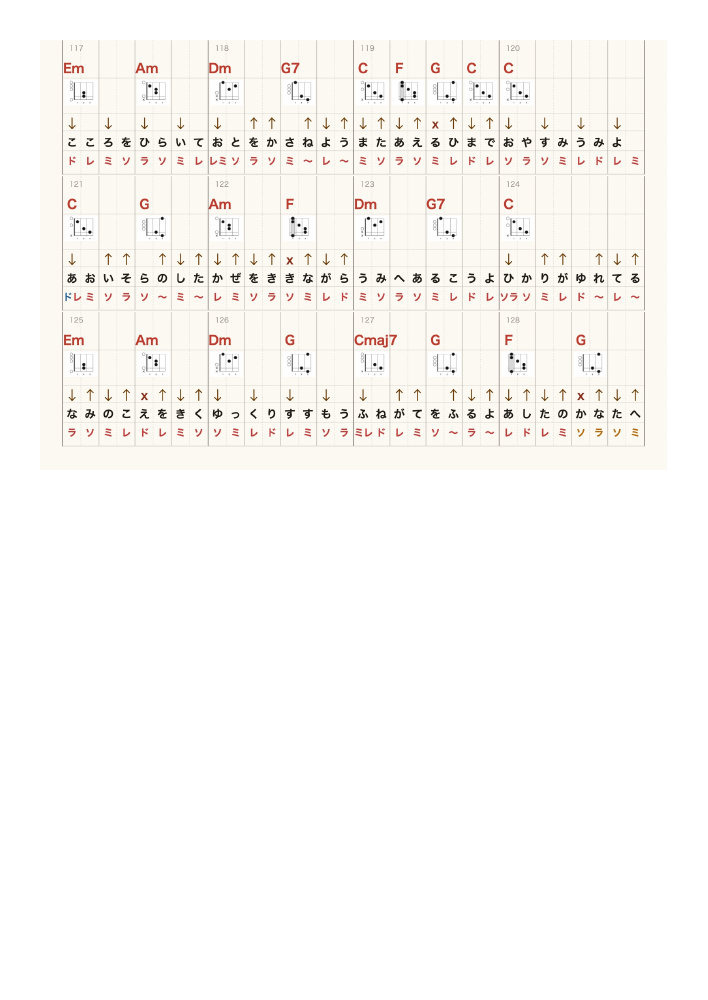 117 118 119 120
Em Am Dm G7 C F G C C
↓ ↓ ↓ ↓ ↓ ↑ ↑ ↑ ↓ ↑ ↓ ↑ ↓ ↑ x ↑ ↓ ↑ ↓ ↓ ↓ ↓
こ こ ろ を ひ ら い て お と を か さ ね よ う ま た あ え る ひ ま で お や す み う み よ
ド レ ミ ソ ラ ソ ミ レ レミ ソ ラ ソ ミ 〜 レ 〜 ミ ソ ラ ソ ミ レ ド レ ソ ラ ソ ミ レ ド レ ミ
121 122 123 124
C G Am F Dm G7 C
↓ ↑ ↑ ↑ ↓ ↑ ↓ ↑ ↓ ↑ x ↑ ↓ ↑ ↓ ↑ ↑ ↑ ↓ ↑
あ お い そ ら の し た か ぜ を き き な が ら う み へ あ る こ う よ ひ か り が ゆ れ て る
ドレ ミ ソ ラ ソ 〜 ミ 〜 レ ミ ソ ラ ソ ミ レ ド レ ミ ソ ラ ソ ミ レ ド レ ソラ ソ ミ レ ド 〜 レ 〜
125 126 127 128
Em Am Dm G Cmaj7 G F G
↓ ↑ ↓ ↑ x ↑ ↓ ↑ ↓ ↓ ↑ ↓ ↓ ↓ ↑ ↑ ↑ ↓ ↑ ↓ ↑ ↓ ↑ x ↑ ↓ ↑
な み の こ え を き く ゆ っ く り す す も う ふ ね が て を ふ る よ あ し た の か な た へ
ラ ソ ミ レ ド レ ミ ソ ソ ミ レ ド レ ミ ソ ラ ミレ ド レ ミ ソ 〜 ラ 〜 レ ド レ ミ ソ ラ ソ ミ